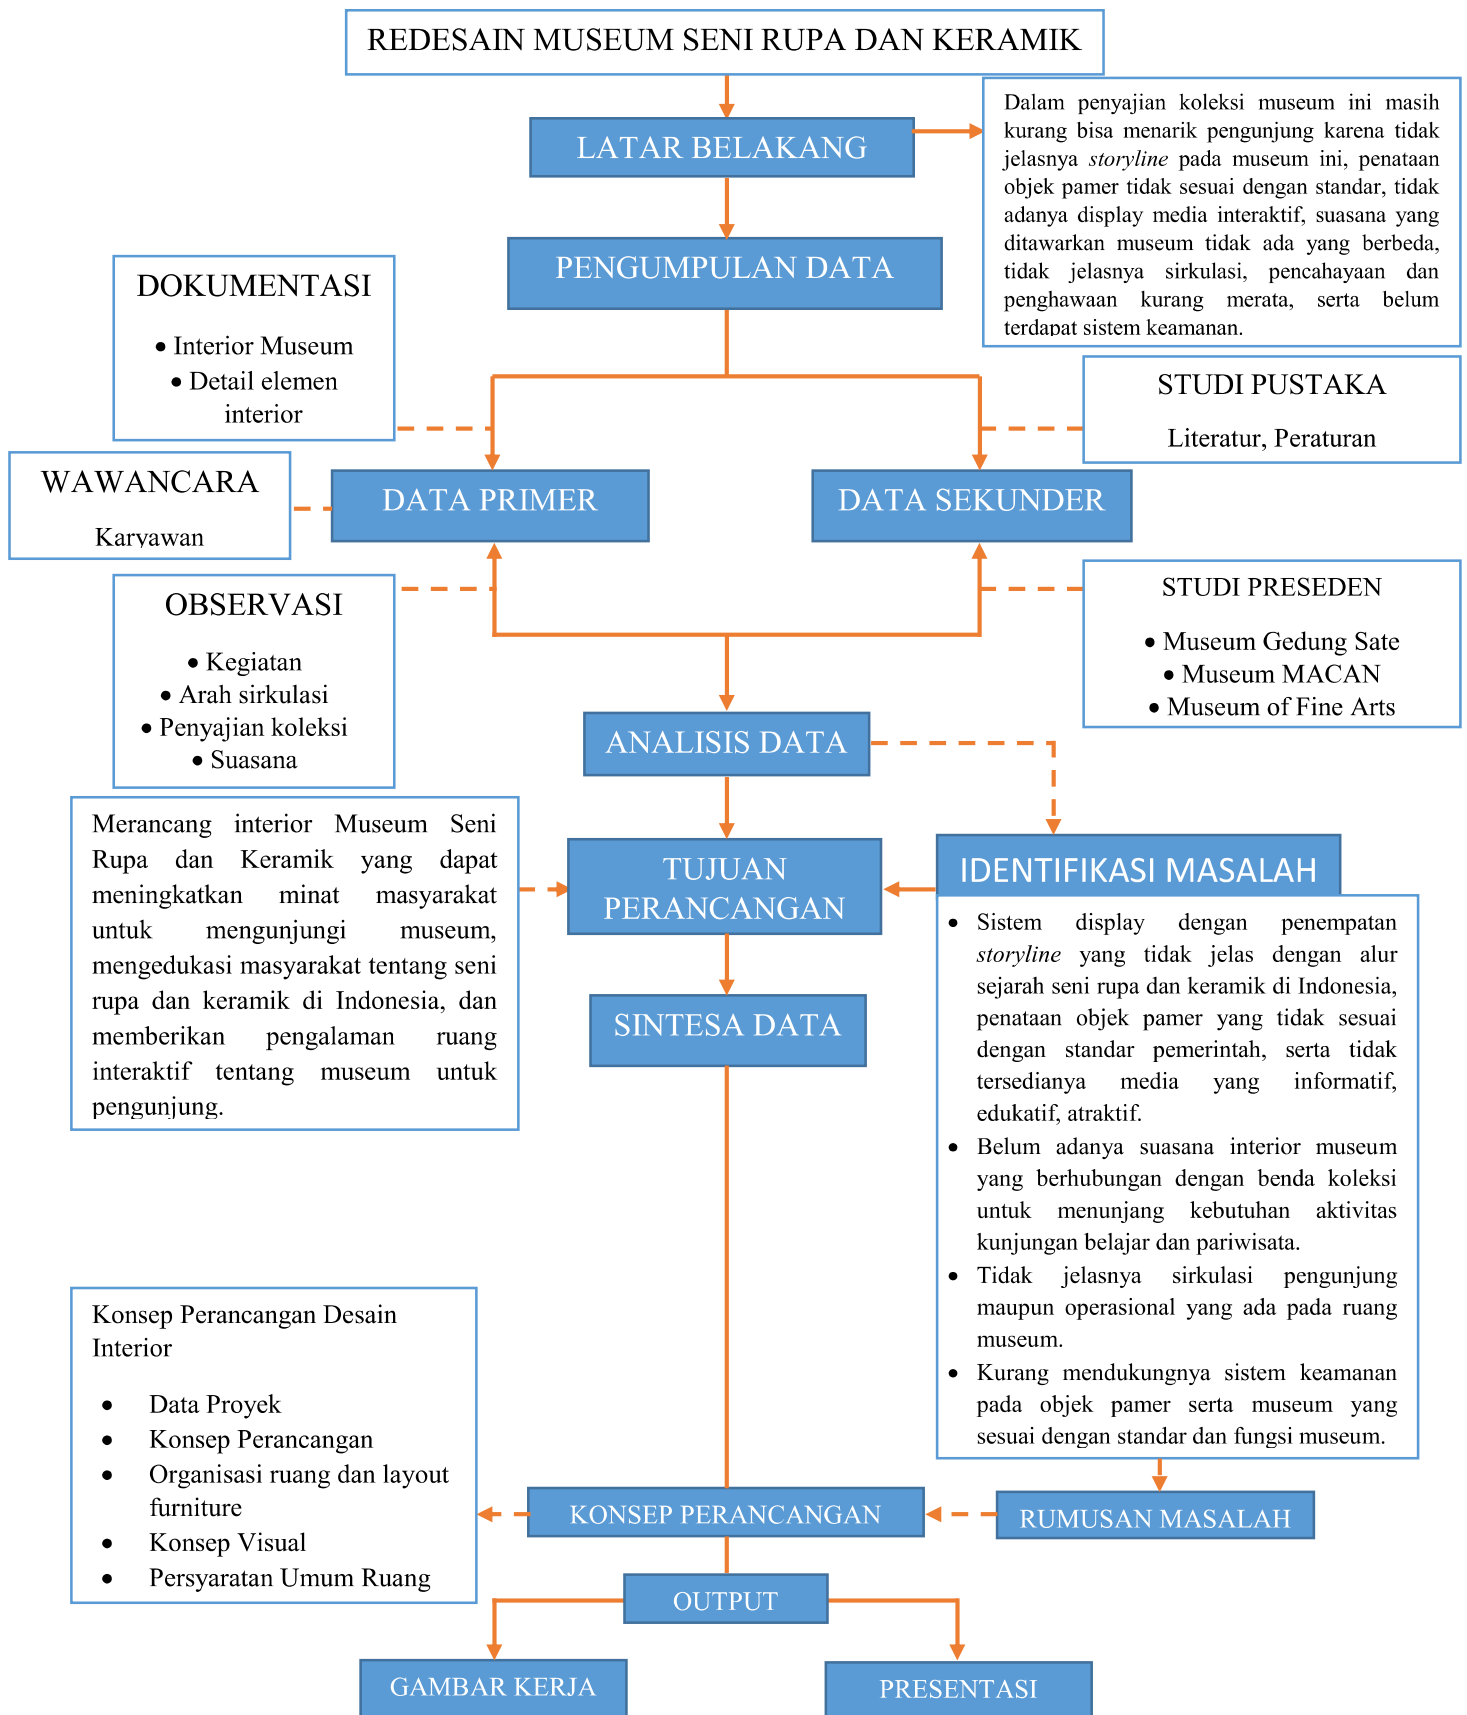 REDESAIN MUSEUM SENI RUPA DAN KERAMIK
LATAR BELAKANG
Dalam penyajian koleksi museum ini masih
kurang bisa menarik pengunjung karena tidak
jelasnya storyline pada museum ini, penataan
objek pamer tidak sesuai dengan standar, tidak
adanya display media interaktif, suasana yang
ditawarkan museum tidak ada yang berbeda,
tidak jelasnya sirkulasi, pencahayaan dan
penghawaan kurang merata, serta belum
terdapat sistem keamanan.
PENGUMPULAN DATA
DOKUMENTASI
• Interior Museum
• Detail elemen
interior
STUDI PUSTAKA
Literatur, Peraturan
WAWANCARA
Karyawan
DATA PRIMER
DATA SEKUNDER
OBSERVASI
• Kegiatan
• Arah sirkulasi
• Penyajian koleksi
• Suasana
STUDI PRESEDEN
• Museum Gedung Sate
• Museum MACAN
• Museum of Fine Arts
ANALISIS DATA
Merancang interior Museum Seni
Rupa dan Keramik yang dapat
meningkatkan minat masyarakat
untuk mengunjungi museum,
mengedukasi masyarakat tentang seni
rupa dan keramik di Indonesia, dan
memberikan pengalaman ruang
interaktif tentang museum untuk
pengunjung.
TUJUAN
PERANCANGAN
IDENTIFIKASI MASALAH
• Sistem display dengan penempatan
storyline yang tidak jelas dengan alur
sejarah seni rupa dan keramik di Indonesia,
penataan objek pamer yang tidak sesuai
dengan standar pemerintah, serta tidak
tersedianya media yang informatif,
edukatif, atraktif.
• Belum adanya suasana interior museum
yang berhubungan dengan benda koleksi
untuk menunjang kebutuhan aktivitas
kunjungan belajar dan pariwisata.
• Tidak jelasnya sirkulasi pengunjung
maupun operasional yang ada pada ruang
museum.
• Kurang mendukungnya sistem keamanan
pada objek pamer serta museum yang
sesuai dengan standar dan fungsi museum.
SINTESA DATA
Konsep Perancangan Desain
Interior
• Data Proyek
• Konsep Perancangan
• Organisasi ruang dan layout
furniture
• Konsep Visual
• Persyaratan Umum Ruang
KONSEP PERANCANGAN
RUMUSAN MASALAH
OUTPUT
GAMBAR KERJA
PRESENTASI